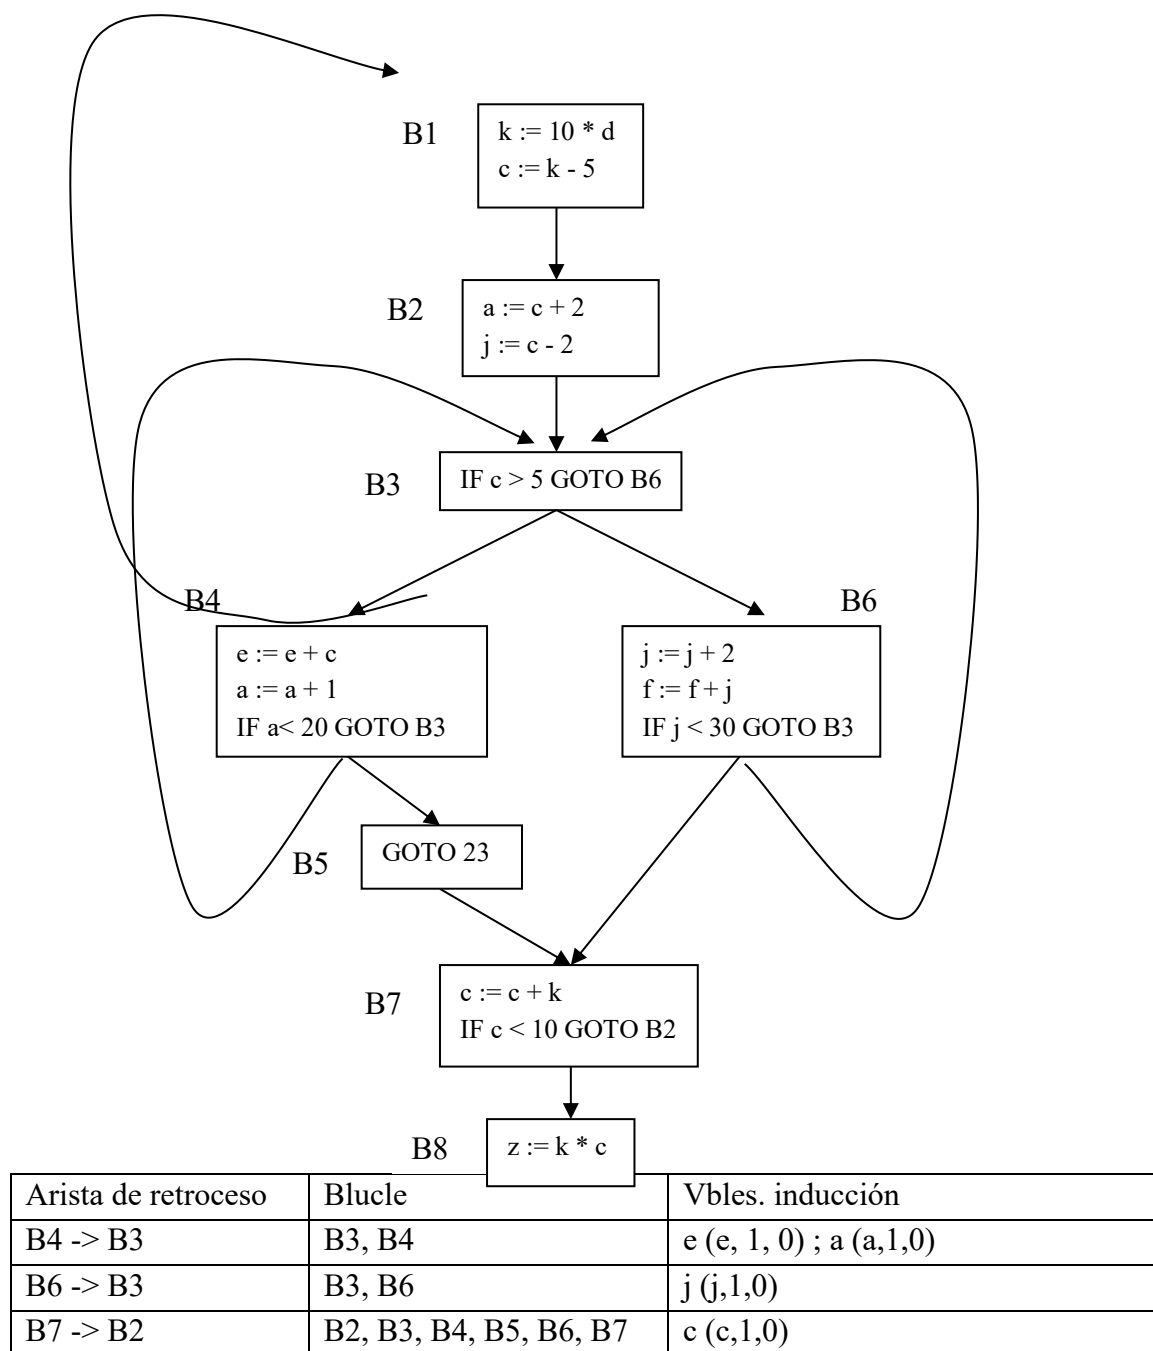 B1
k := 10 * d
c := k - 5
B2
a := c + 2
j := c - 2
B3
IF c > 5 GOTO B6
B4
e := e + c
a := a + 1
IF a< 20 GOTO B3
B6
j := j + 2
f := f + j
IF j < 30 GOTO B3
B5
GOTO 23
B7
c := c + k
IF c < 10 GOTO B2
B8
z := k * c
Arista de retroceso Blucle Vbles. inducción
B4 -> B3 B3, B4 e (e, 1, 0) ; a (a,1,0)
B6 -> B3 B3, B6 j (j,1,0)
B7 -> B2 B2, B3, B4, B5, B6, B7 c (c,1,0)